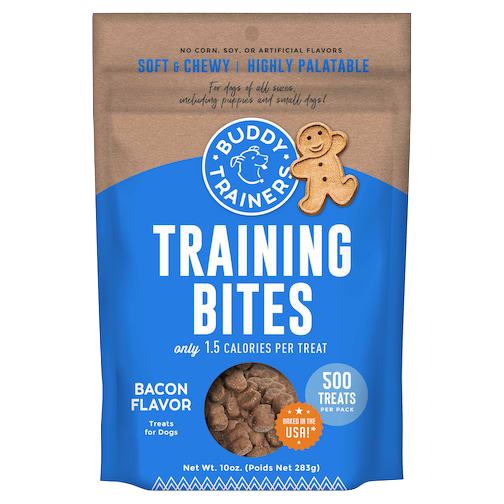 NO CORN, SOY, OR ARTIFICIAL FLAVORS
SOFT & CHEWY | HIGHLY PALATABLE
For dogs of all sizes,
including puppies and small dogs!
BUDDY
TRAINERS
TRAINING
BITES
only 1.5 CALORIES PER TREAT
BACON
FLAVOR
Treats
for Dogs
500
TREATS
PER PACK
BAKED IN THE
USA!*
Net Wt. 10oz. (Poids Net 283g)